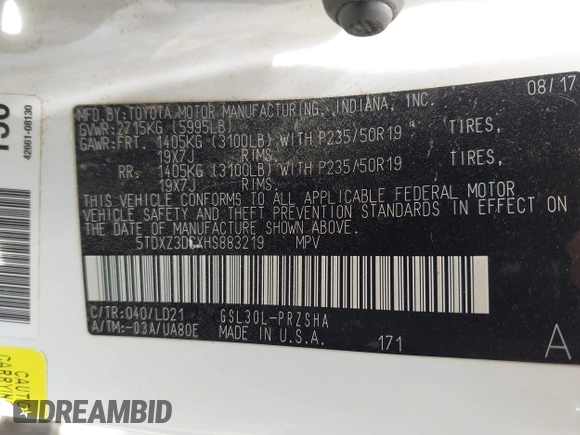 08/17
MFD.BY:TOYOTA MOTOR MANUFACTURING, INDIANA, INC.
GVWR:2715KG (5995LB)
GAWR:FRT. 1405KG (3100LB) WITH P235/50R19 TIRES,
19X7J RIMS,
RR. 1405KG (3100LB) WITH P235/50R19 TIRES,
19X7J RIMS.
THIS VEHICLE CONFORMS TO ALL APPLICABLE FEDERAL MOTOR
VEHICLE SAFETY AND THEFT PREVENTION STANDARDS IN EFFECT ON
THE DATE OF MANUFACTURE SHOWN ABOVE.
5TDXZ3DCXHS883219 MPV
C/TR:040/LD21 GSL30L-PRZSHA
A/TM:-03A/UA80E MADE IN U.S.A.
171 A
42661-08130
DREAMBID